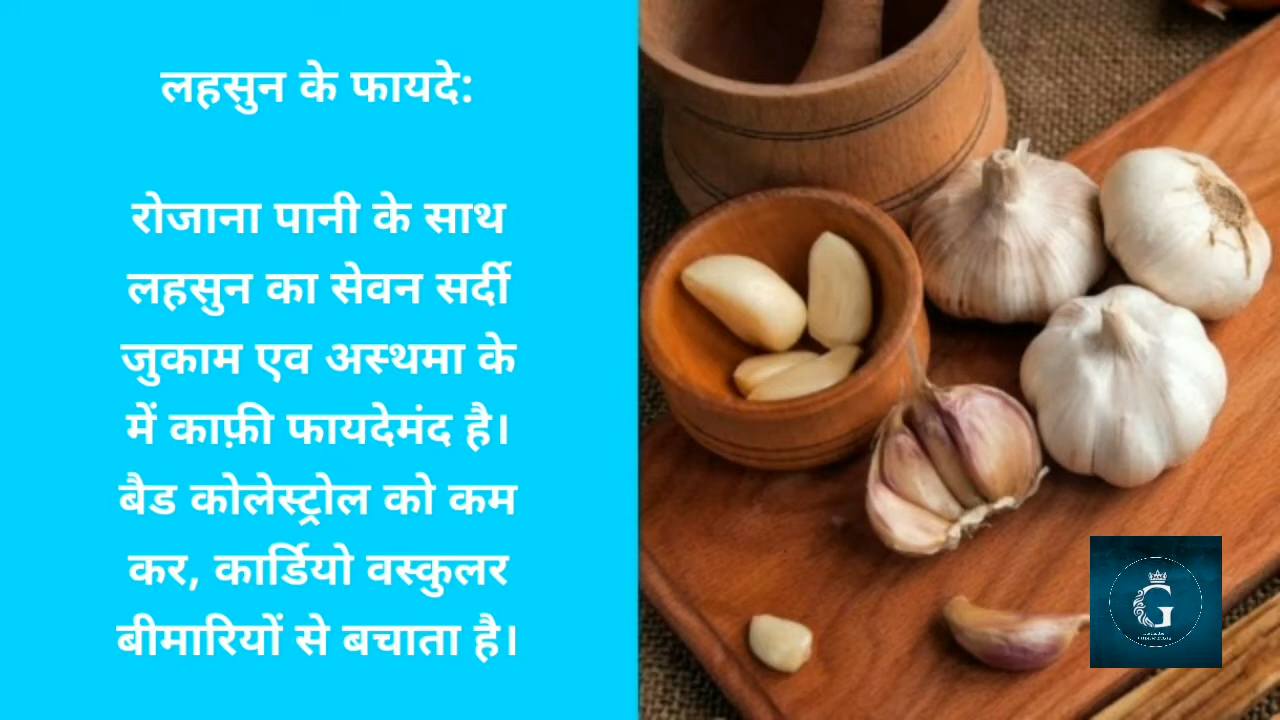 लहसुन के फायदे:
रोजाना पानी के साथ
लहसुन का सेवन सर्दी
जुकाम एव अस्थमा के
में काफ़ी फायदेमंद है।
बैड कोलेस्ट्रोल को कम
कर, कार्डियो वस्कुलर
बीमारियों से बचाता है।
G